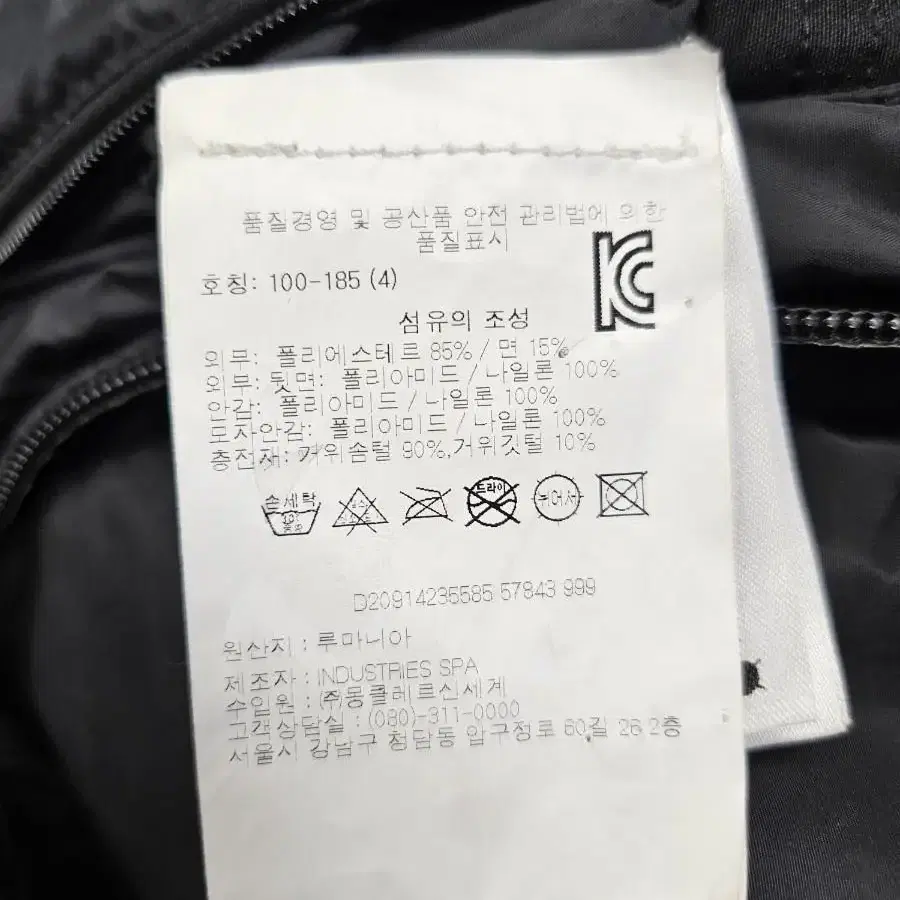 품질경영 및 공산품 안전 관리법에 의한
품질표시
호칭: 100-185 (4)
섬유의 조성
외부: 폴리에스테르 85% / 면 15%
외부: 뒷면: 폴리아미드 / 나일론 100%
안감: 폴리아미드 / 나일론 100%
모자안감: 폴리아미드 / 나일론 100%
충전재: 거위솜털 90%,거위깃털 10%
손세탁 드라이 뉘어서
D20914235585 57843 999
원산지 : 루마니아
제조자 : INDUSTRIES SPA
수입원 : (주)몽클레르신세계
고객상담실 : (080)-311-0000
서울시 강남구 청담동 압구정로 60길 26 2층